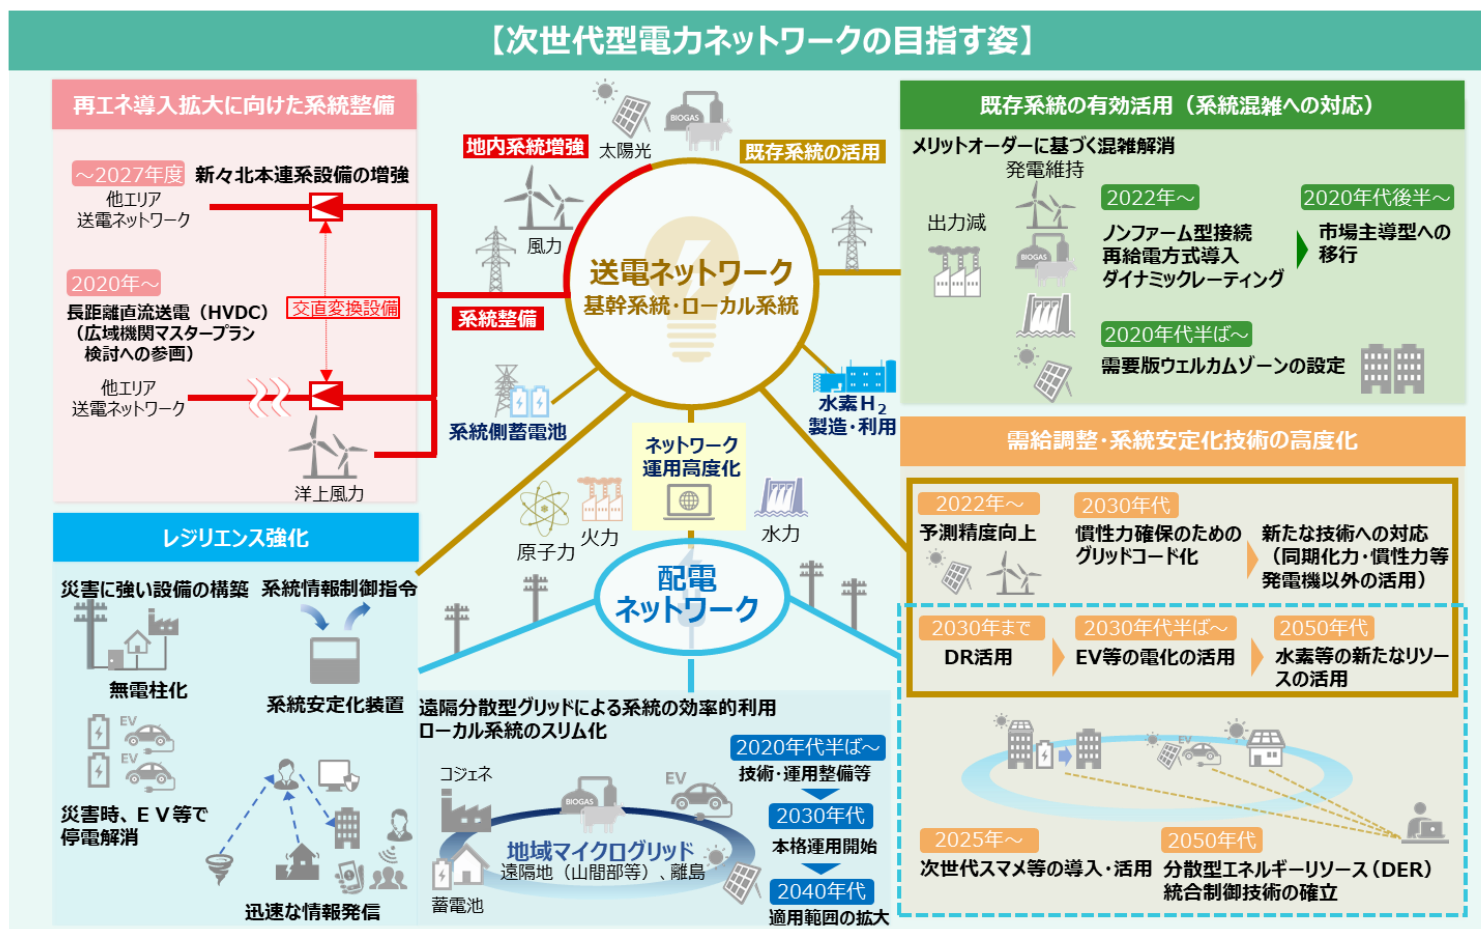 【次世代型電力ネットワークの目指す姿】
再エネ導入拡大に向けた系統整備
～2027年度
新々北本連系設備の増強
他エリア
送電ネットワーク
2020年～
長距離直流送電（HVDC）
（広域機関マスタープラン
検討への参画）
交直変換設備
他エリア
送電ネットワーク
洋上風力
地内系統増強
太陽光
BIOGAS
既存系統の活用
風力
送電ネットワーク
基幹系統・ローカル系統
系統整備
系統側蓄電池
水素H2
製造・利用
ネットワーク
運用高度化
原子力
火力
水力
配電
ネットワーク
既存系統の有効活用（系統混雑への対応）
メリットオーダーに基づく混雑解消
発電維持
出力減
BIOGAS
2022年～
ノンファーム型接続
再給電方式導入
ダイナミックレーティング
2020年代後半～
市場主導型への
移行
2020年代半ば～
需要版ウェルカムゾーンの設定
需給調整・系統安定化技術の高度化
2022年～
予測精度向上
2030年代
慣性力確保のための
グリッドコード化
新たな技術への対応
（同期化力・慣性力等
発電機以外の活用）
2030年まで
DR活用
2030年代半ば～
EV等の電化の活用
2050年代
水素等の新たなリソー
スの活用
EV
2025年～
次世代スマメ等の導入・活用
2050年代
分散型エネルギーリソース（DER）
統合制御技術の確立
レジリエンス強化
災害に強い設備の構築
無電柱化
系統情報制御指令
系統安定化装置
EV
EV
災害時、ＥＶ等で
停電解消
迅速な情報発信
遠隔分散型グリッドによる系統の効率的利用
ローカル系統のスリム化
コジェネ
BIOGAS
EV
地域マイクログリッド
遠隔地（山間部等）、離島
蓄電池
2020年代半ば～
技術・運用整備等
2030年代
本格運用開始
2040年代
適用範囲の拡大